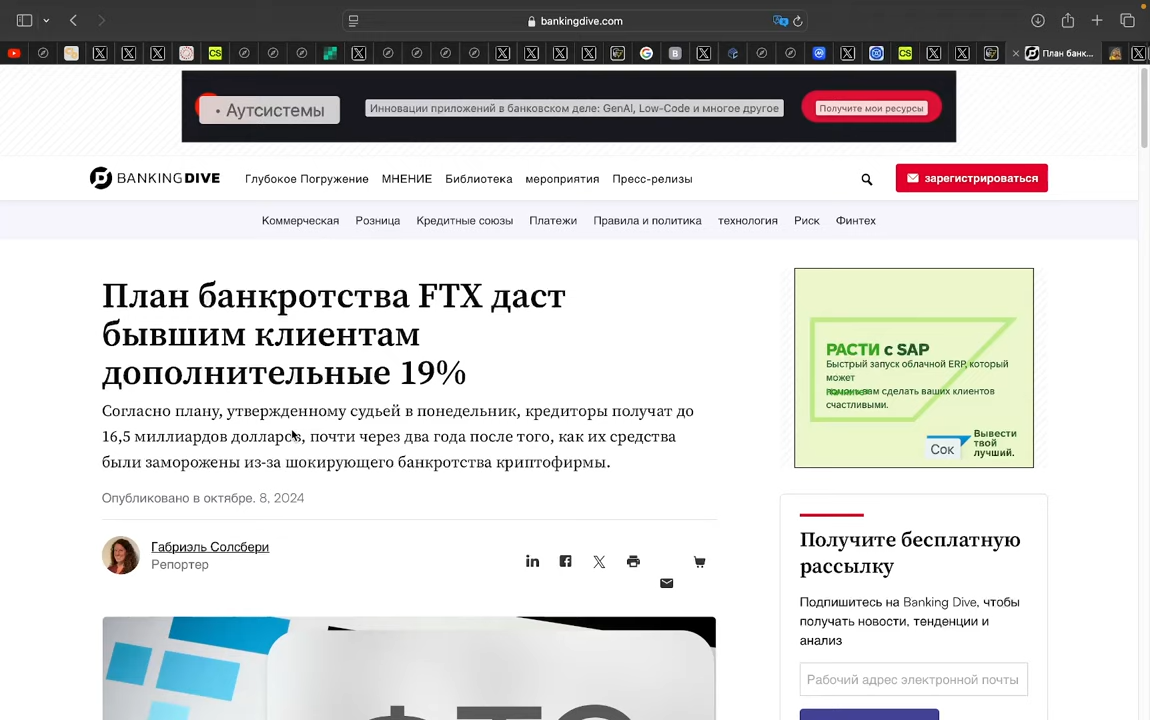 bankingdive.com
План банк...
• Аутсистемы
Инновации приложений в банковском деле: GenAI, Low-Code и многое другое
Получите мои ресурсы
BANKINGDIVE
Глубокое Погружение МНЕНИЕ Библиотека мероприятия Пресс-релизы
зарегистрироваться
Коммерческая Розница Кредитные союзы Платежи Правила и политика технология Риск Финтех
План банкротства FTX даст
бывшим клиентам
дополнительные 19%
Согласно плану, утвержденному судьей в понедельник, кредиторы получат до
16,5 миллиардов долларов, почти через два года после того, как их средства
были заморожены из-за шокирующего банкротства криптофирмы.
Опубликовано в октябре. 8, 2024
Габриэль Солсбери
Репортер
РАСТИ с SAP
Быстрый запуск облачной ERP, который
может
вам сделать ваших клиентов
счастливыми.
Сок
Вывести
твой
лучший.
Получите бесплатную
рассылку
Подпишитесь на Banking Dive, чтобы
получать новости, тенденции и
анализ
Рабочий адрес электронной почты